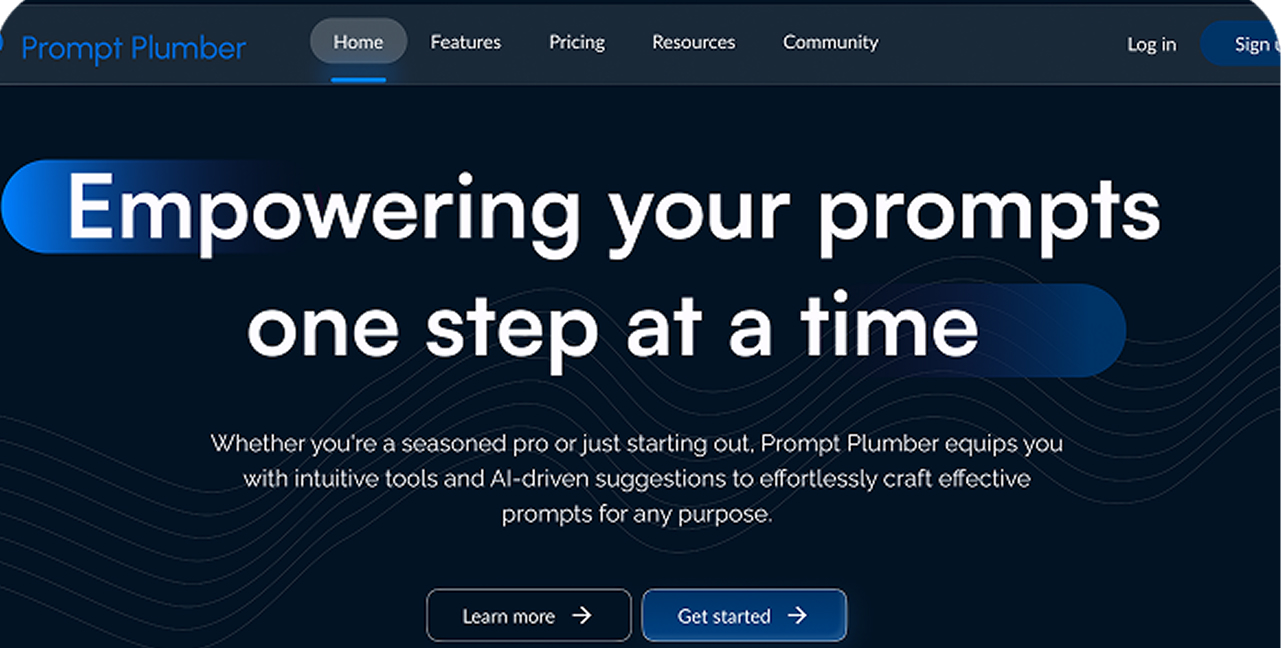 Prompt Plumber Home Features Pricing Resources Community Log in Sign
Empowering your prompts
one step at a time
Whether you're a seasoned pro or just starting out, Prompt Plumber equips you
with intuitive tools and AI-driven suggestions to effortlessly craft effective
prompts for any purpose.
Learn more → Get started →